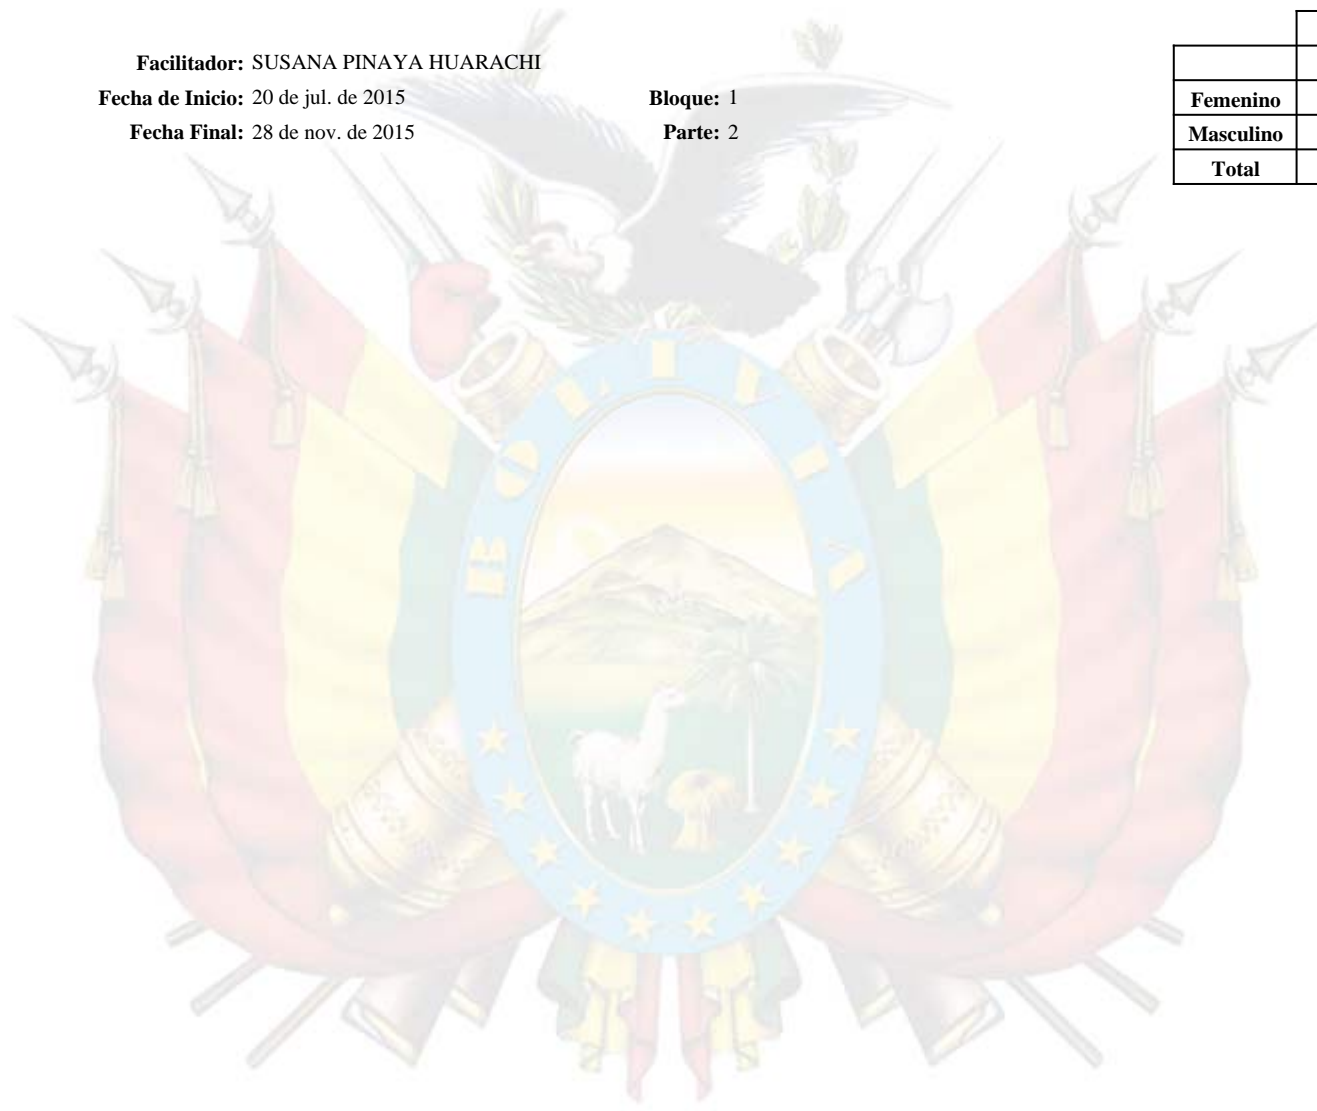 Facilitador: SUSANA PINAYA HUARACHI
Fecha de Inicio: 20 de jul. de 2015 Bloque: 1
Fecha Final: 28 de nov. de 2015 Parte: 2
Femenino
Masculino
Total
BOLIVIA